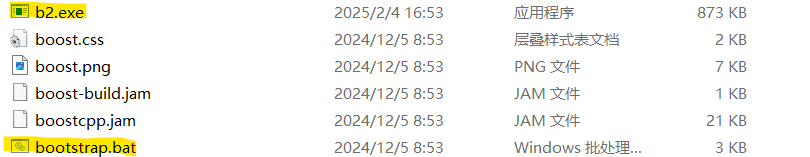 b2.exe 2025/2/4 16:53 应用程序 873 KB
boost.css 2024/12/5 8:53 层叠样式表文档 2 KB
boost.png 2024/12/5 8:53 PNG 文件 7 KB
boost-build.jam 2024/12/5 8:53 JAM 文件 1 KB
boostcpp.jam 2024/12/5 8:53 JAM 文件 21 KB
bootstrap.bat 2024/12/5 8:53 Windows 批处理... 3 KB